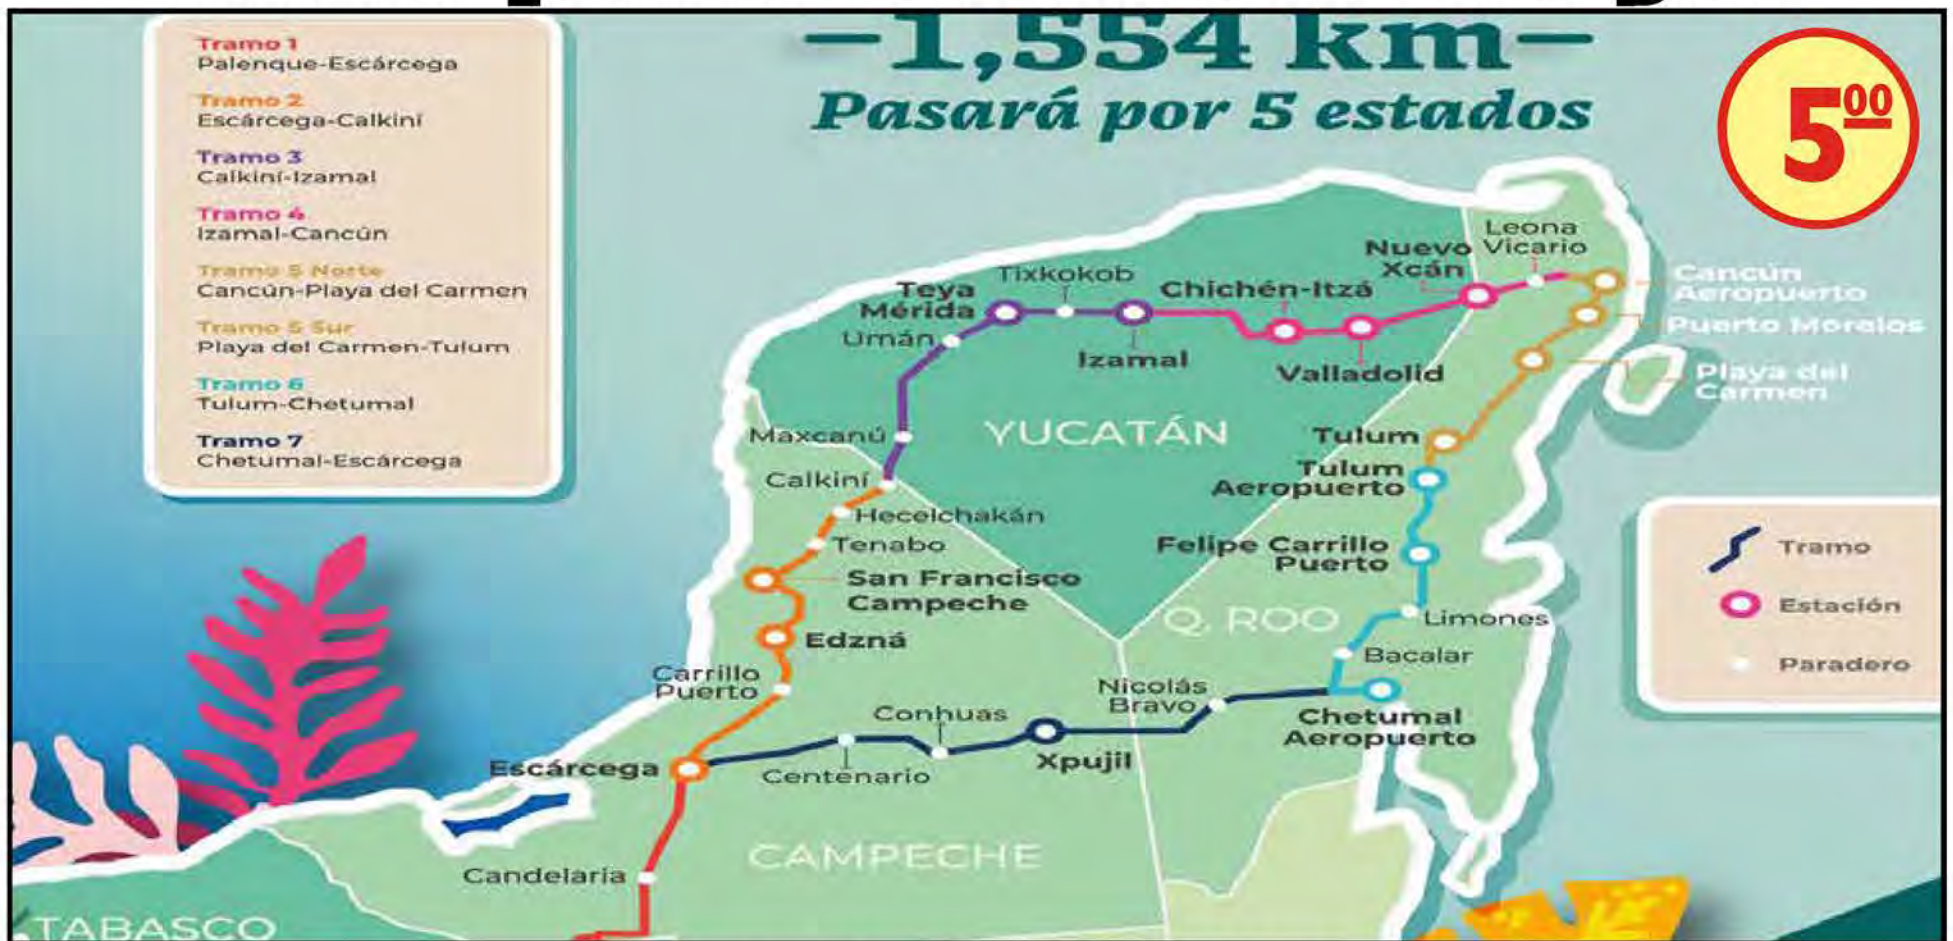 Tramo 1
Palenque-Escárcega
Tramo 2
Escárcega-Calkiní
Tramo 3
Calkiní-Izamal
Tramo 4
Izamal-Cancún
Tramo 5 Norte
Cancún-Playa del Carmen
Tramo 5 Sur
Playa del Carmen-Tulum
Tramo 6
Tulum-Chetumal
Tramo 7
Chetumal-Escárcega
–1,554 km–
Pasará por 5 estados
5⁰⁰
Leona
Vicario
Nuevo
Xcán
Tixkokob
Chichén-Itzá
Teya
Mérida
Umán
Izamal
Valladolid
Cancún
Aeropuerto
Puerto Morelos
Playa del
Carmen
Maxcanú
YUCATÁN
Tulum
Tulum
Aeropuerto
Calkiní
Hecelchakán
Tenabo
San Francisco
Campeche
Felipe Carrillo
Puerto
Edzná
Q. ROO
Limones
Bacalar
Carrillo
Puerto
Nicolás
Bravo
Conhuas
Chetumal
Aeropuerto
Escárcega
Centenario
Xpujil
CAMPECHE
Candelaria
TABASCO
Tramo
Estación
Paradero